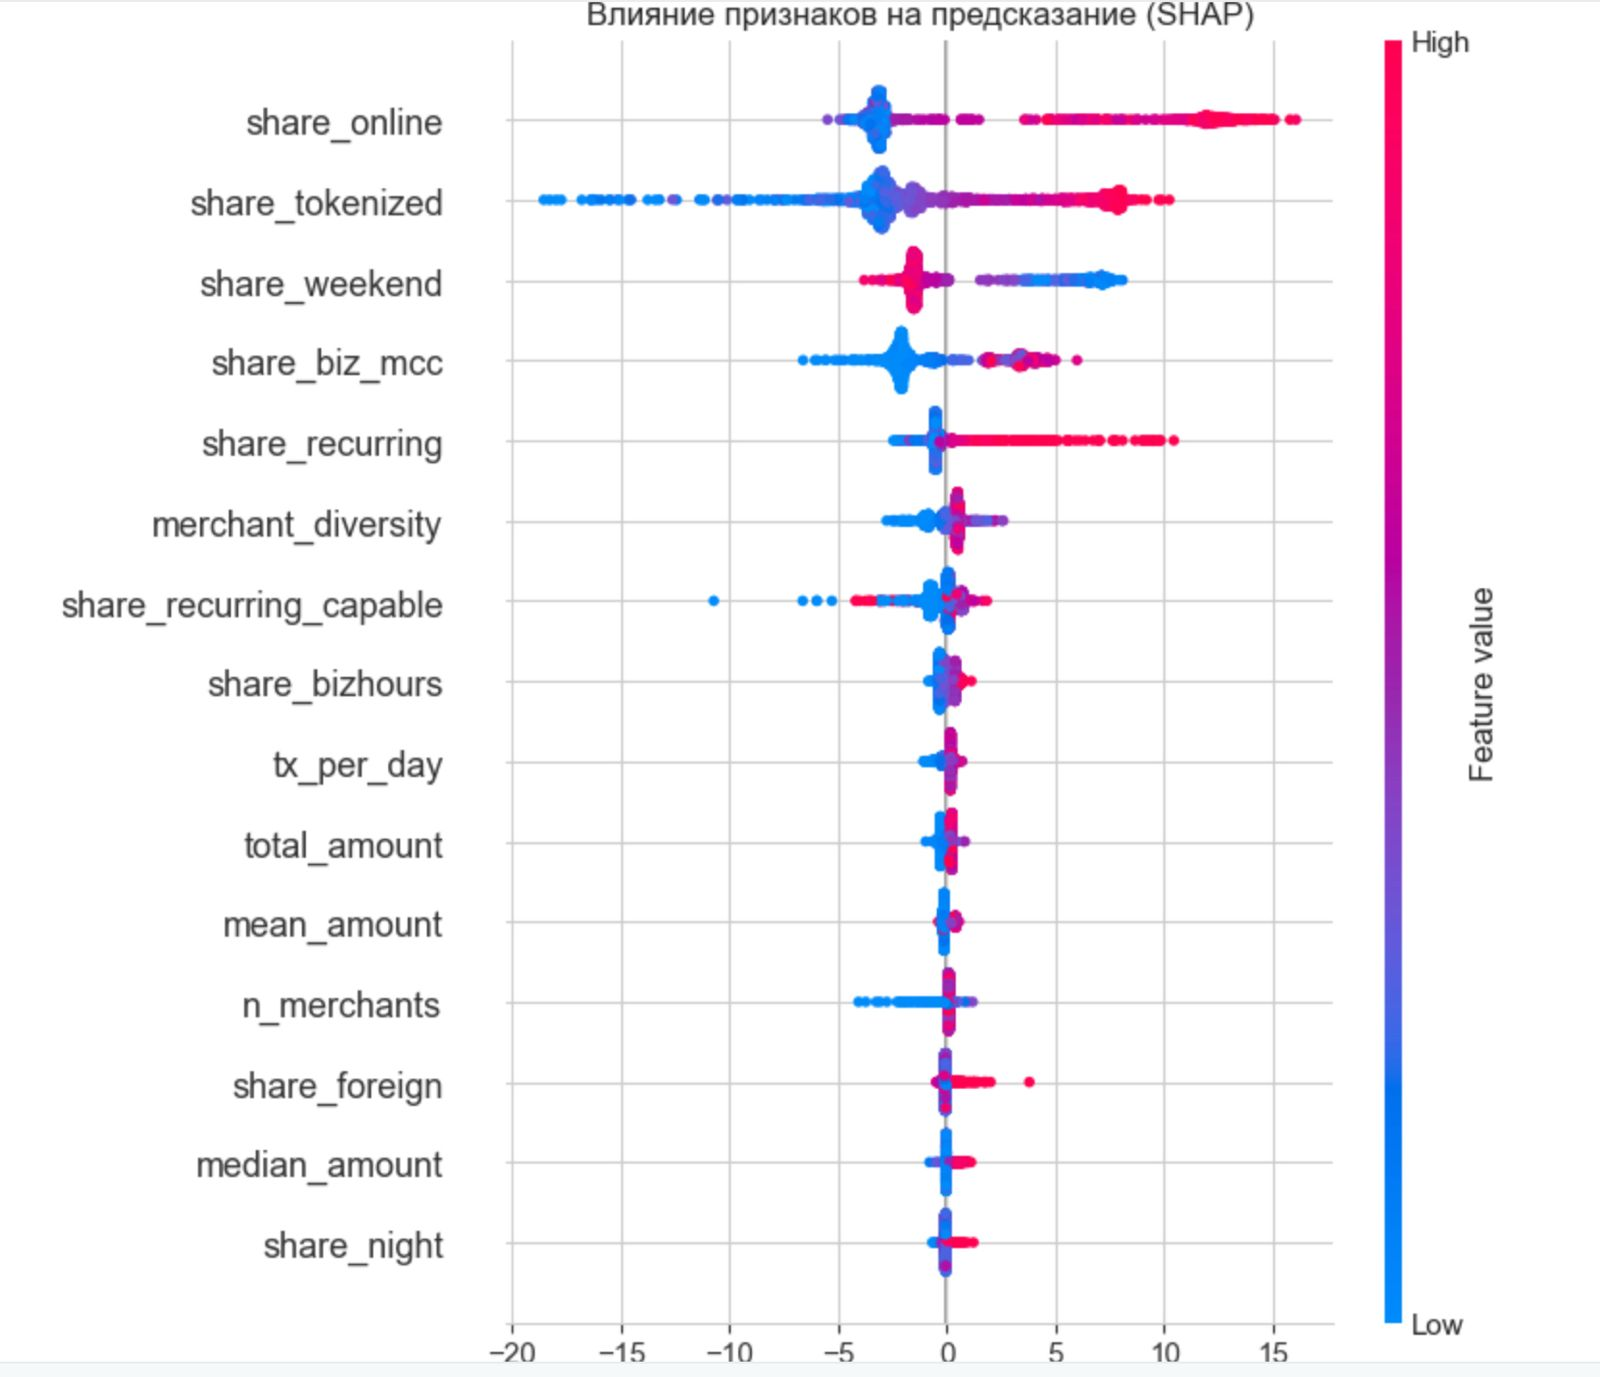 Влияние признаков на предсказание (SHAP)
High
share_online
share_tokenized
share_weekend
share_biz_mcc
share_recurring
merchant_diversity
share_recurring_capable
share_bizhours
tx_per_day
total_amount
mean_amount
n_merchants
share_foreign
median_amount
share_night
Feature value
Low
−20 −15 −10 −5 0 5 10 15